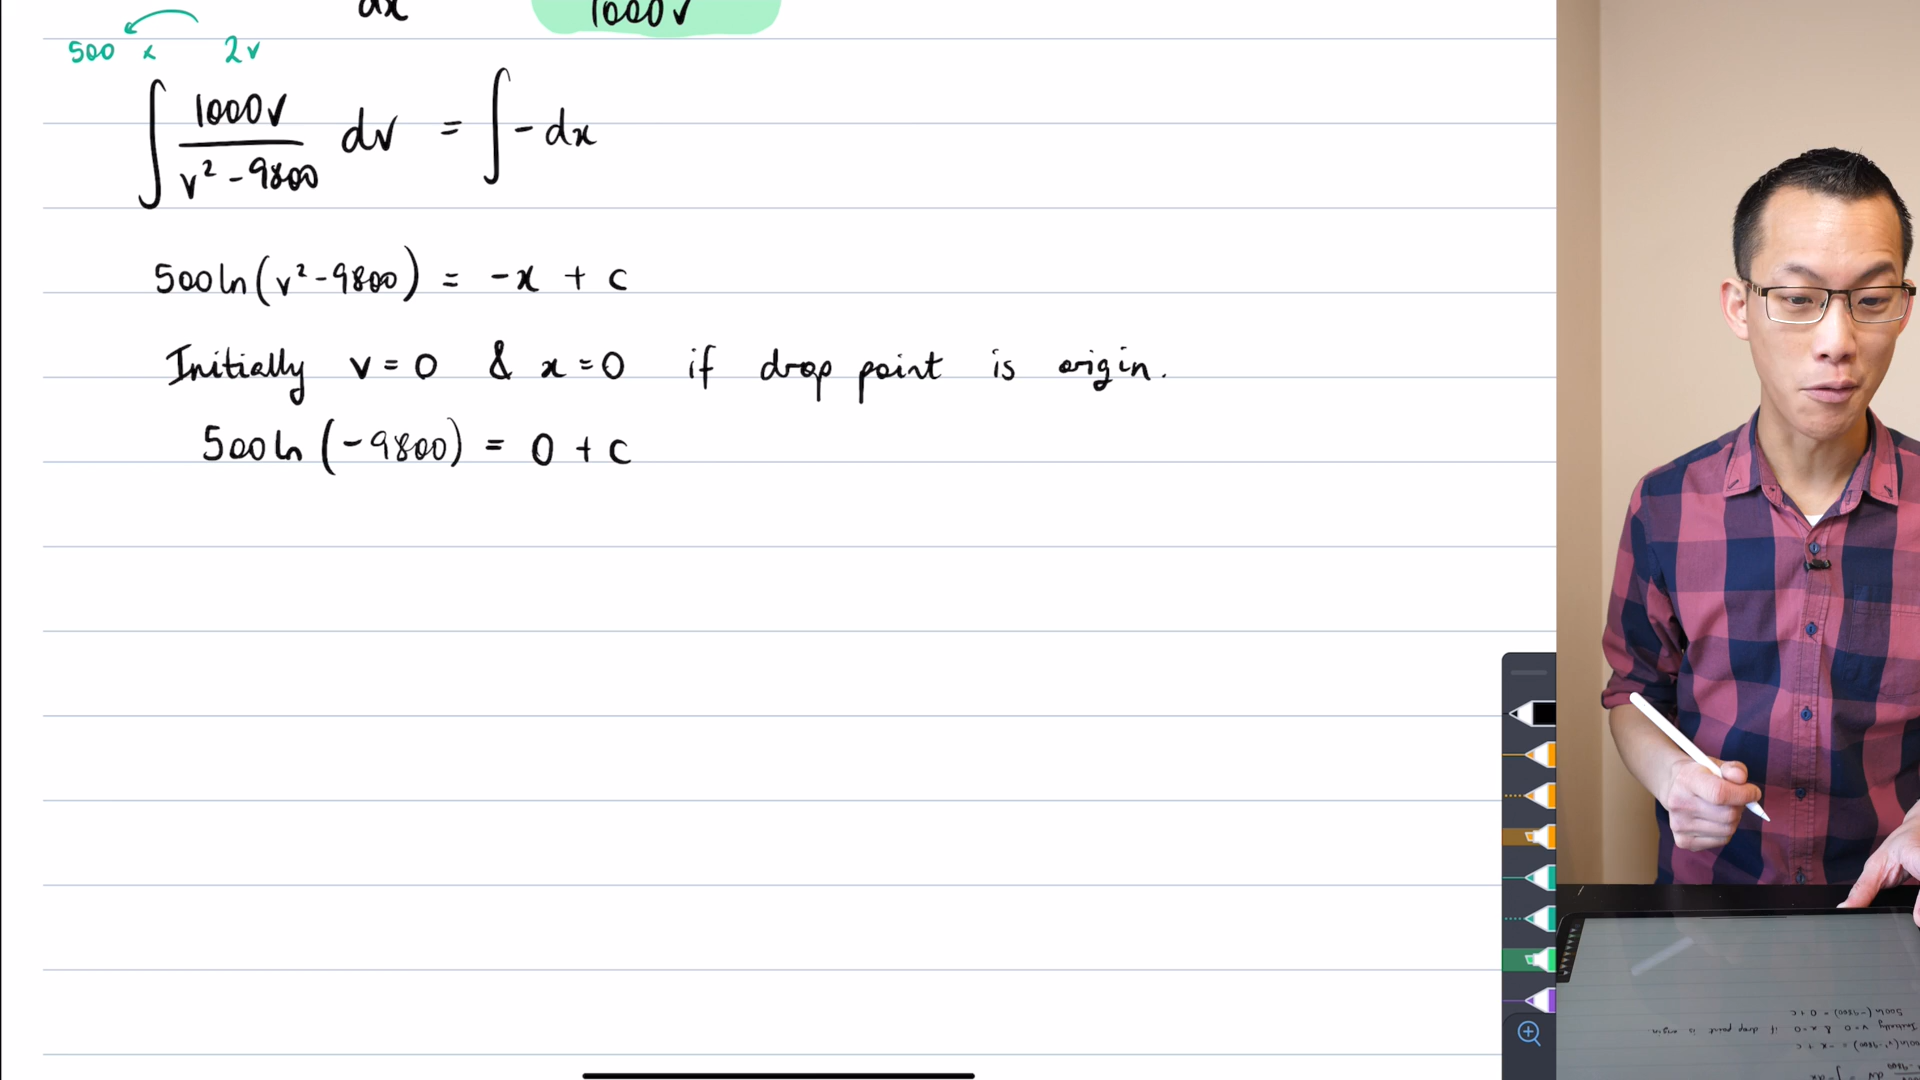 dx 1000v
500 × 2v
∫ 1000v / v² - 9800 dv = ∫ - dx
500 ln (v² - 9800) = -x + c
Initially v = 0 & x = 0 if drop point is origin.
500 ln (-9800) = 0 + c